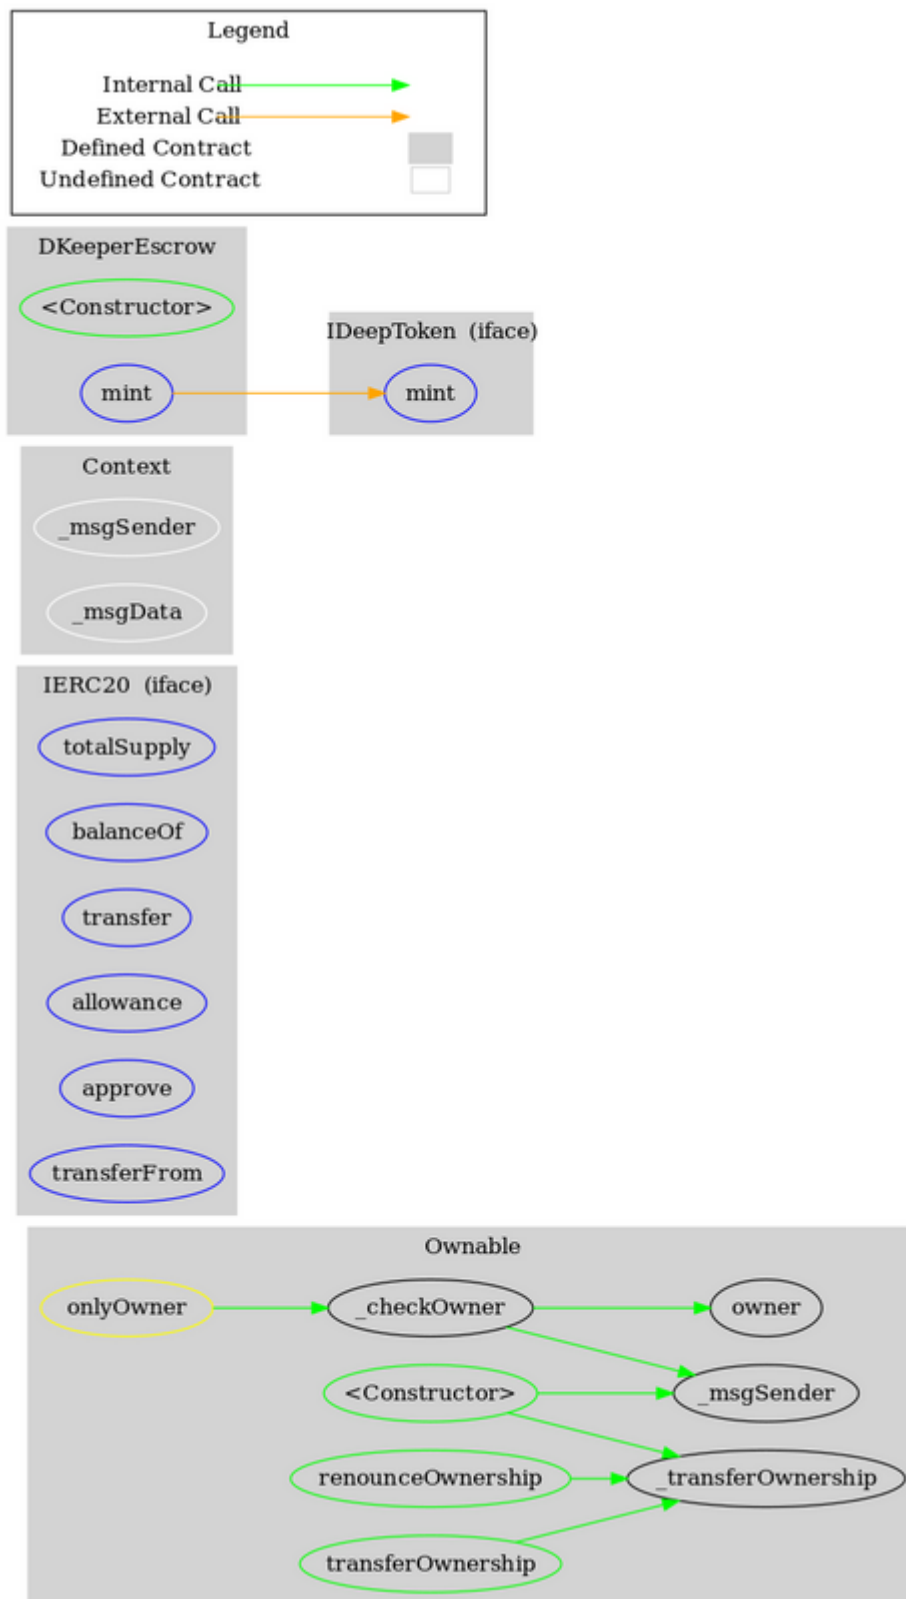 Legend
Internal Call
External Call
Defined Contract
Undefined Contract
DKeeperEscrow
<Constructor>
IDeepToken (iface)
mint
mint
Context
_msgSender
_msgData
IERC20 (iface)
totalSupply
balanceOf
transfer
allowance
approve
transferFrom
Ownable
onlyOwner
_checkOwner
owner
<Constructor>
_msgSender
renounceOwnership
_transferOwnership
transferOwnership